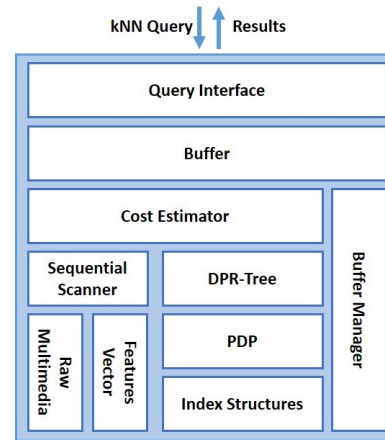 kNN Query
Results
Query Interface
Buffer
Cost Estimator
Buffer Manager
Sequential
Scanner
DPR-Tree
Raw
Multimedia
Features
Vector
PDP
Index Structures